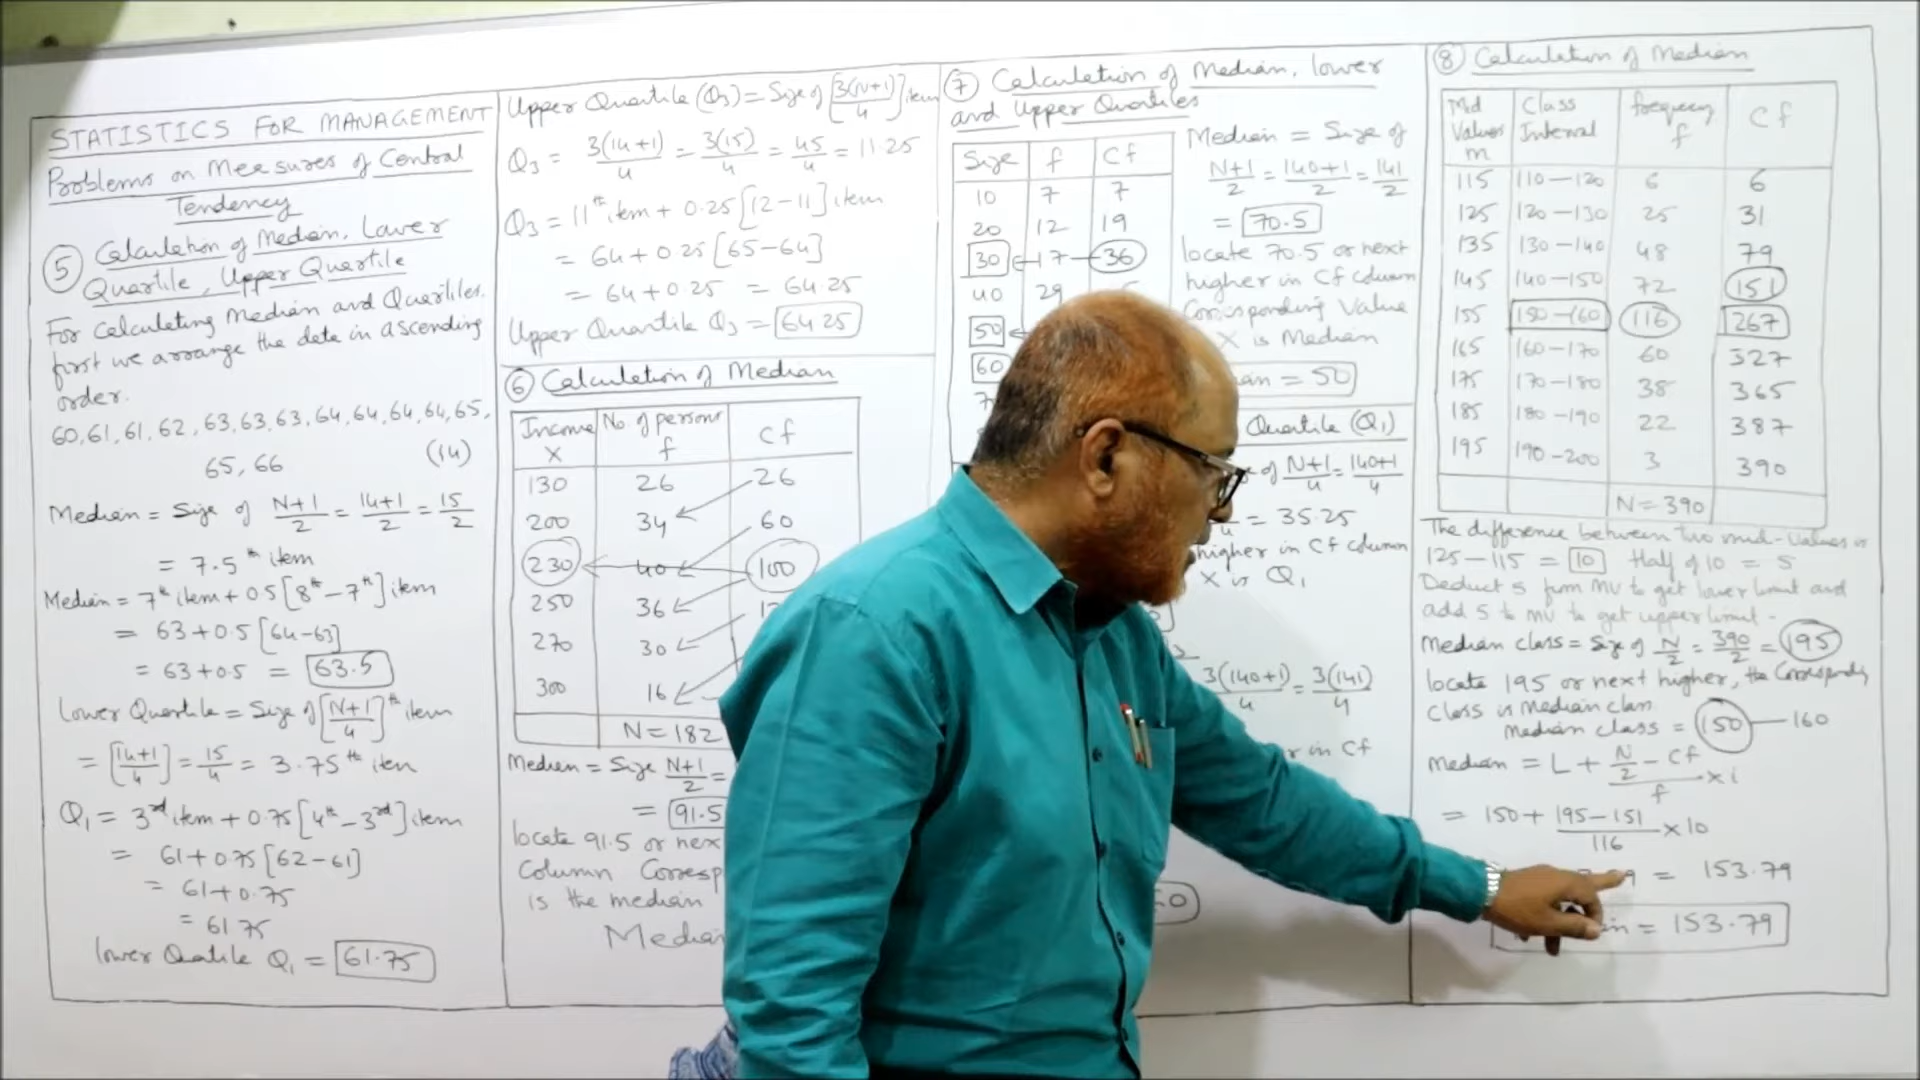 STATISTICS FOR MANAGEMENT
Problems on Measures of Central
Tendency
5 Calculation of Median, Lower
Quartile, Upper Quartile
For calculating Median and Quartiles.
first we arrange the data in ascending
order.
60,61,61,62,63,63,63,64,64,64,64,65,
65,66 (14)
Median = Size of N+1/2 = 14+1/2 = 15/2
= 7.5th item
Median = 7th item + 0.5[8th - 7th] item
= 63 + 0.5 [64-63]
= 63+0.5 = 63.5
Lower Quartile = Size of [N+1/4]th item
= [14+1/4] = 15/4 = 3.75th item
Q1 = 3rd item + 0.75[4th - 3rd] item
= 61+0.75[62-61]
= 61+0.75
= 61.75
lower Quatile Q1 = 61.75
Upper Quartile (Q3) = Size of [3(N+1)/4] item
Q3 = 3(14+1)/4 = 3(15)/4 = 45/4 = 11.25
Q3 = 11th item + 0.25[12-11] item
= 64 + 0.25 [65-64]
= 64+0.25 = 64.25
Upper Quartile Q3 = 64.25
6 Calculation of Median
Income X No. of persons f cf
130 26 26
200 34 60
230 40 100
250 36 1
270 30
300 16
N = 182
Median = Size N+1/2 =
= 91.5
locate 91.5 or nex
Column Corresp
is the median
Median
7 Calculation of Median, lower
and Upper Quartiles
Size f Cf
10 7 7
20 12 19
30 17 36
40 29
50
60
7
Median = Size of
N+1/2 = 140+1/2 = 141/2
= 70.5
locate 70.5 or next
higher in Cf column
Corresponding Value
X is Median
ian = 50
Quartile (Q1)
of N+1/4 = 140+1/4
4 = 35.25
higher in Cf column
X is Q1
3(140+1)/4 = 3(141)/4
r in Cf
0
8 Calculation of Median
Mid Values m Class Interval frequency f Cf
115 110-120 6 6
125 120-130 25 31
135 130-140 48 79
145 140-150 72 151
155 150-160 116 267
165 160-170 60 327
175 170-180 38 365
185 180-190 22 387
195 190-200 3 390
N = 390
The difference between two mid-values is
125-115 = 10 Half of 10 = 5
Deduct 5 from MV to get lower limit and
add 5 to MV to get upper limit.
Median class = Size of N/2 = 390/2 = 195
locate 195 or next higher, the Corresponding
class is Median class
Median class = 150-160
Median = L + N/2 - Cf/f x i
= 150 + 195-151/116 x 10
9 = 153.79
an = 153.79